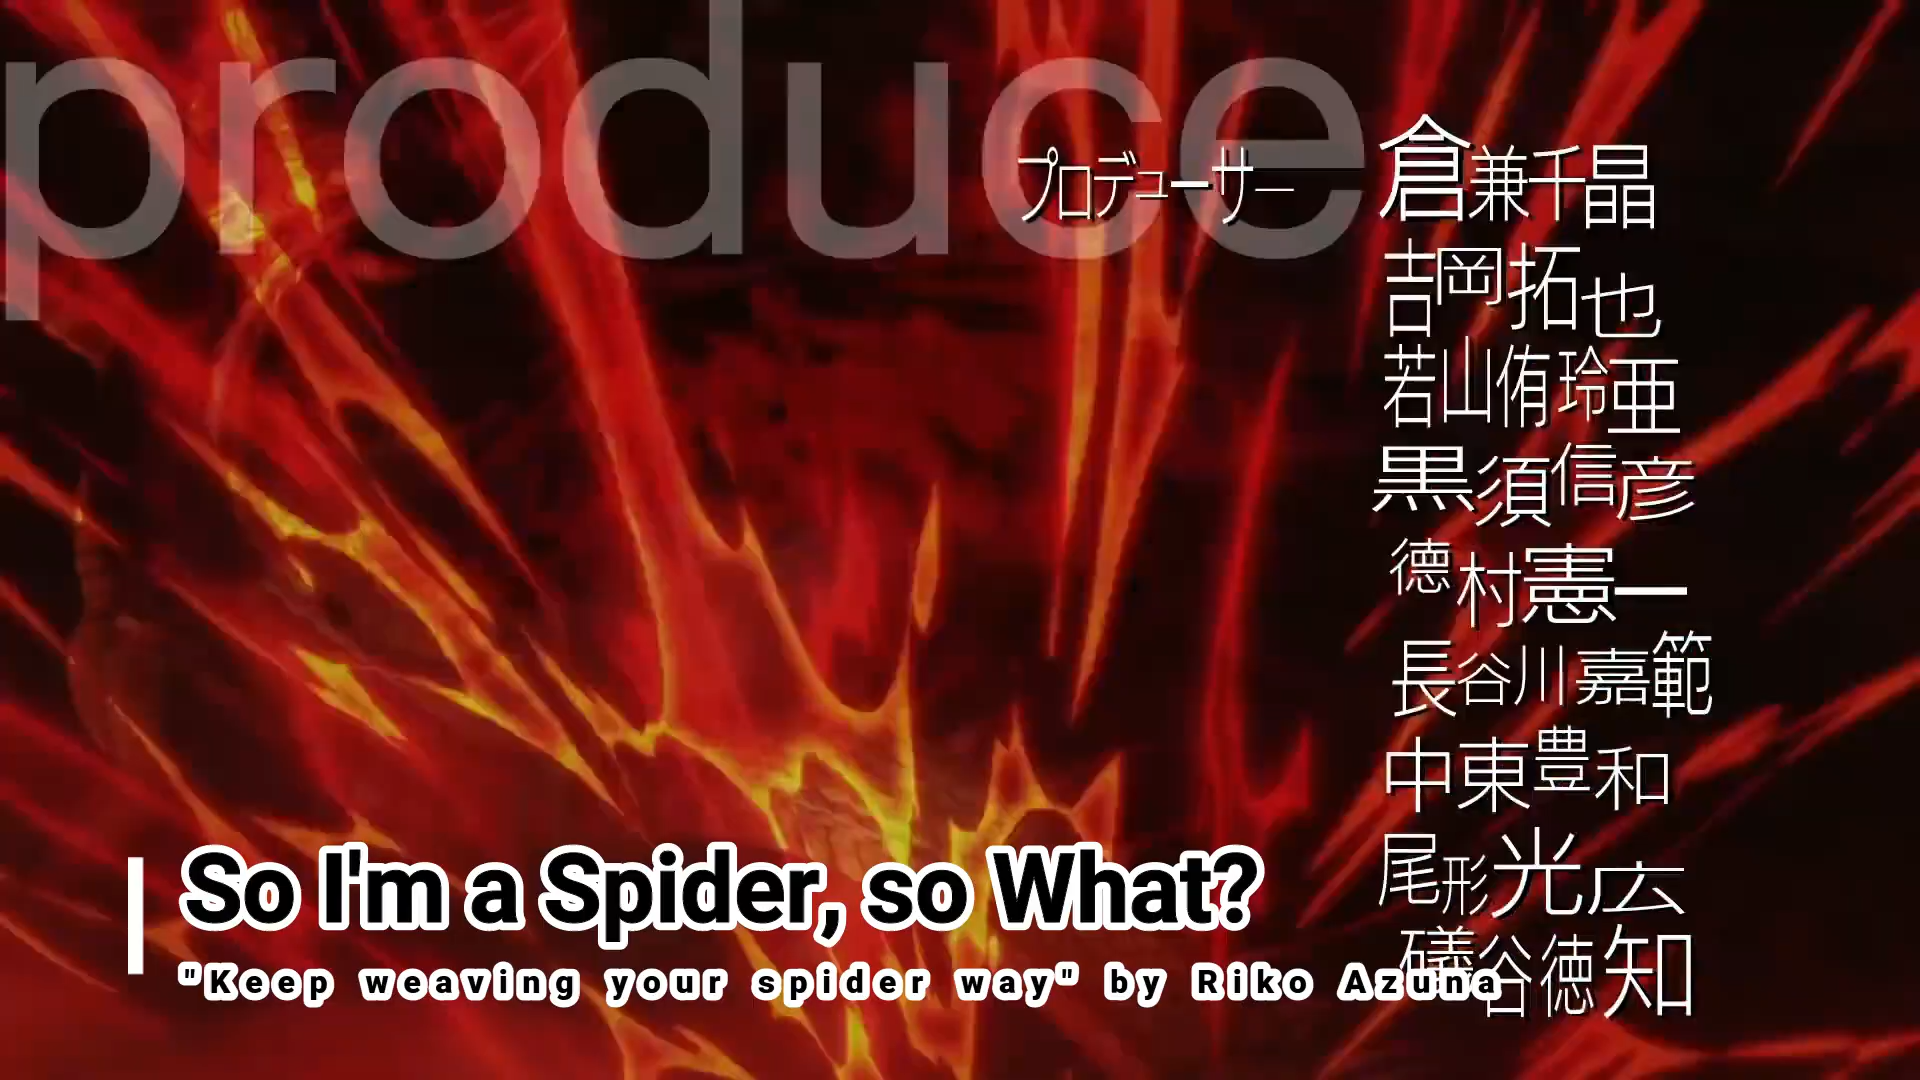 produce
プロデューサー
倉兼千晶
吉岡拓也
若山侑玲亜
黒須信彦
德村憲一
長谷川嘉範
中東豊和
尾形光広
礒谷徳知
So I'm a Spider, so What?
"Keep weaving your spider way" by Riko Azuna